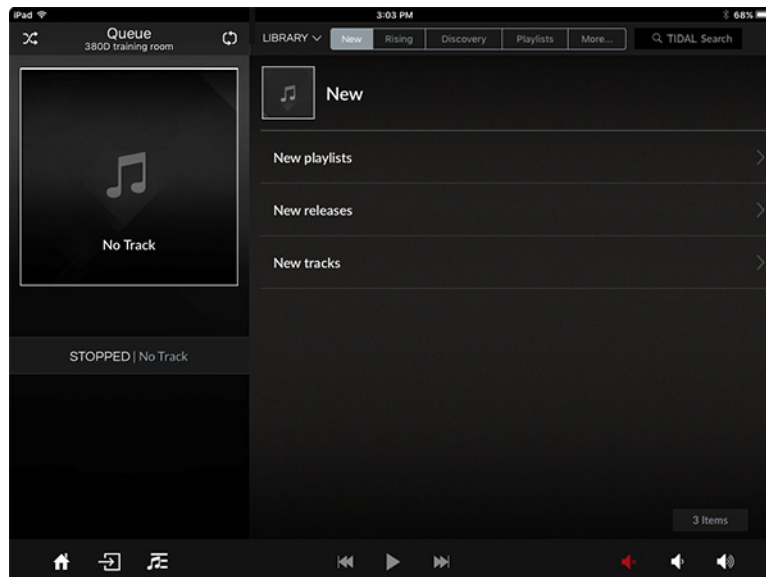 iPad 3:03 PM 68%
Queue
380D training room
LIBRARY New Rising Discovery Playlists More... TIDAL Search
New
New playlists
New releases
No Track
New tracks
STOPPED | No Track
3 Items